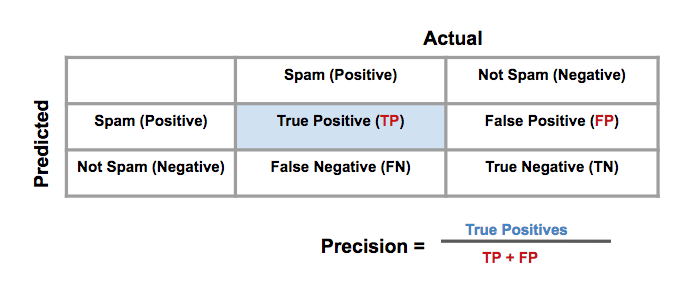 Actual
Spam (Positive) Not Spam (Negative)
Predicted
Spam (Positive) True Positive (TP) False Positive (FP)
Not Spam (Negative) False Negative (FN) True Negative (TN)
True Positives
Precision =
TP + FP